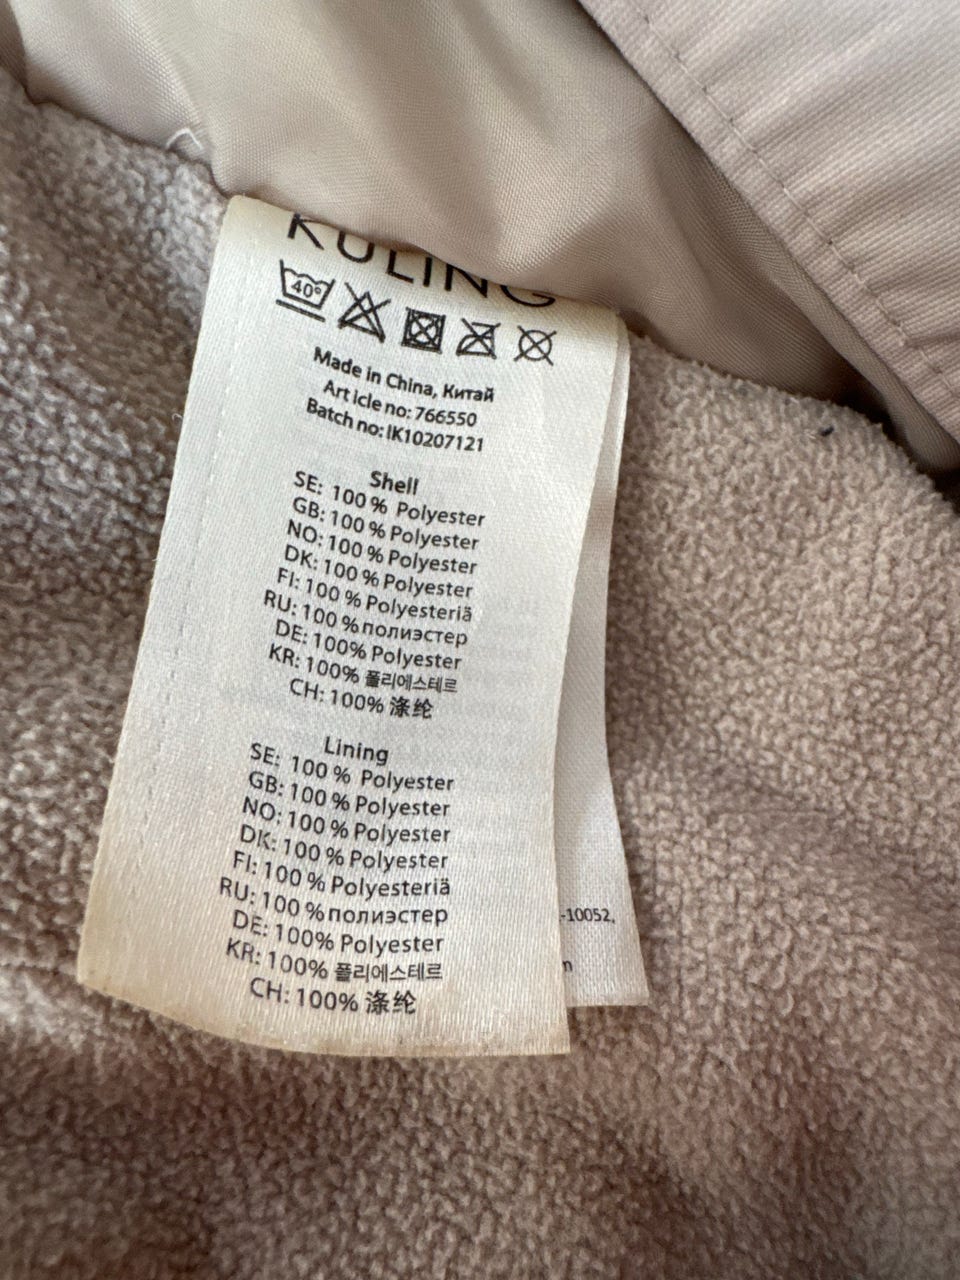 KULING
40°
Made in China, Китай
Art icle no: 766550
Batch no: IK10207121
Shell
SE: 100 % Polyester
GB: 100 % Polyester
NO: 100 % Polyester
DK: 100 % Polyester
FI: 100 % Polyesteriä
RU: 100 % полиэстер
DE: 100% Polyester
KR: 100% 폴리에스테르
CH: 100% 涤纶
Lining
SE: 100 % Polyester
GB: 100 % Polyester
NO: 100 % Polyester
DK: 100 % Polyester
FI: 100 % Polyesteriä
RU: 100 % полиэстер
DE: 100% Polyester
KR: 100% 폴리에스테르
CH: 100% 涤纶
-10052,